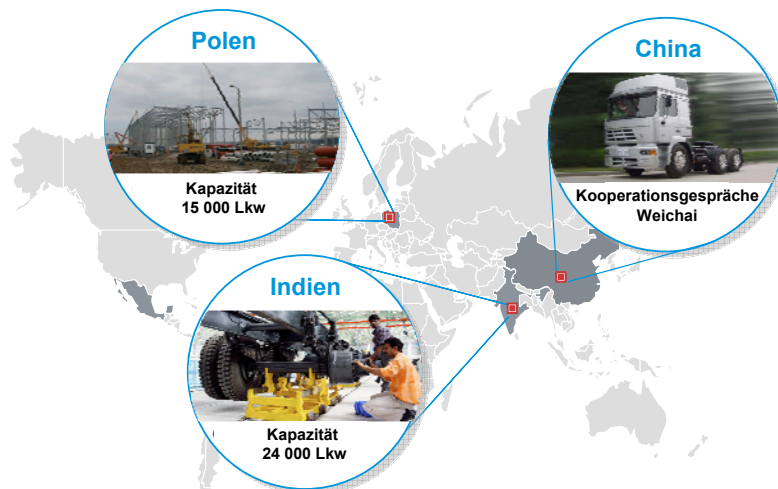 Polen
Kapazität
15 000 Lkw
China
Kooperationsgespräche
Weichai
Indien
Kapazität
24 000 Lkw